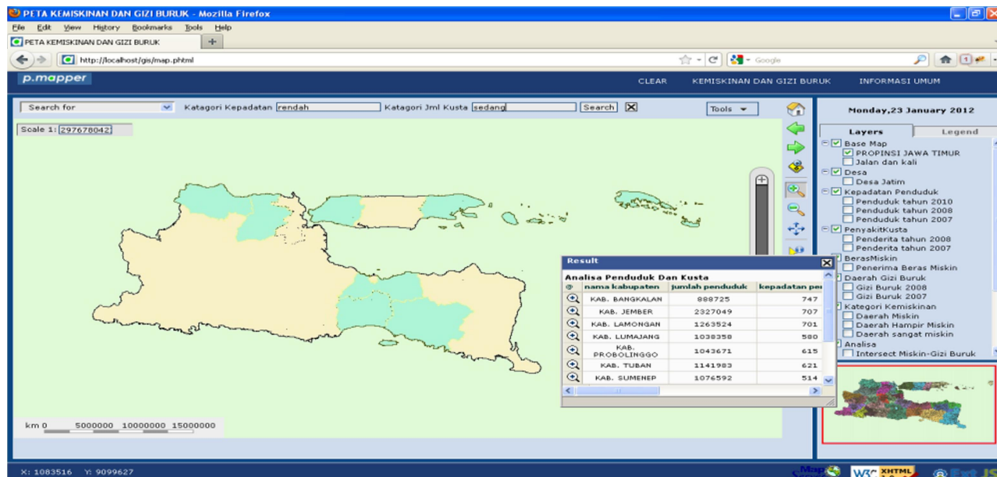 PETA KEMISKINAN DAN GIZI BURUK - Mozilla Firefox
File Edit View History Bookmarks Tools Help
PETA KEMISKINAN DAN GIZI BURUK +
http://localhost/gis/map.phtml Google
p.mapper CLEAR KEMISKINAN DAN GIZI BURUK INFORMASI UMUM
Search for Katagori Kepadatan rendah Katagori Jml Kusta sedang Search Tools Monday,23 January 2012
Scale 1: 297678042
Layers Legend
Base Map
PROPINSI JAWA TIMUR
Jalan dan kali
Desa
Desa Jatim
Kepadatan Penduduk
Penduduk tahun 2010
Penduduk tahun 2008
Penduduk tahun 2007
PenyakitKusta
Penderita tahun 2008
Penderita tahun 2007
BerasMiskin
Penerima Beras Miskin
Daerah Gizi Buruk
Gizi Buruk 2008
Gizi Buruk 2007
Kategori Kemiskinan
Daerah Miskin
Daerah Hampir Miskin
Daerah sangat miskin
Analisa
Intersect Miskin-Gizi Buruk
Result
Analisa Penduduk Dan Kusta
@ nama kabupaten jumlah penduduk kepadatan pen
KAB. BANGKALAN 888725 747
KAB. JEMBER 2327049 707
KAB. LAMONGAN 1263524 701
KAB. LUMAJANG 1038358 580
KAB. PROBOLINGGO 1043671 615
KAB. TUBAN 1141983 621
KAB. SUMENEP 1076592 514
km 0 5000000 10000000 15000000
X: 1083516 Y: 9099627
Map W3C XHTML